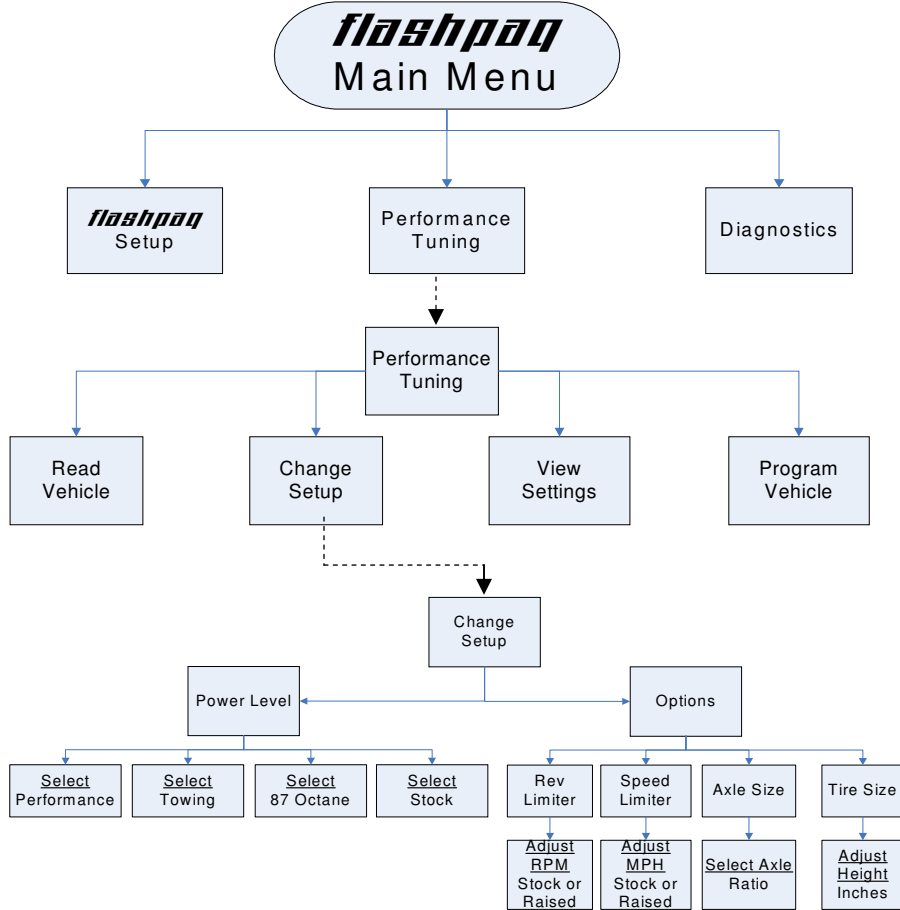 flashpaq
Main Menu
flashpaq
Setup
Performance
Tuning
Diagnostics
Performance
Tuning
Read
Vehicle
Change
Setup
View
Settings
Program
Vehicle
Change
Setup
Power Level
Options
Select
Performance
Select
Towing
Select
87 Octane
Select
Stock
Rev
Limiter
Speed
Limiter
Axle Size
Tire Size
Adjust
RPM
Stock or
Raised
Adjust
MPH
Stock or
Raised
Select Axle
Ratio
Adjust
Height
Inches